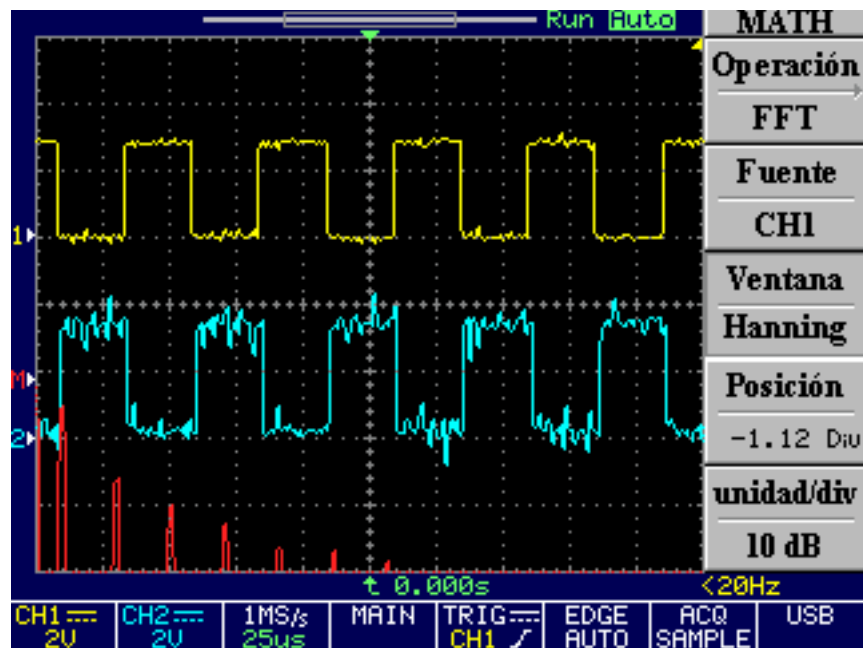 Run Auto
MATH
Operación
FFT
Fuente
CH1
Ventana
Hanning
Posición
-1.12 Div
unidad/div
10 dB
1
M
2
0.000s
<20Hz
CH1 2V
CH2 2V
1MS/s 25us
MAIN
TRIG CH1
EDGE AUTO
ACQ SAMPLE
USB